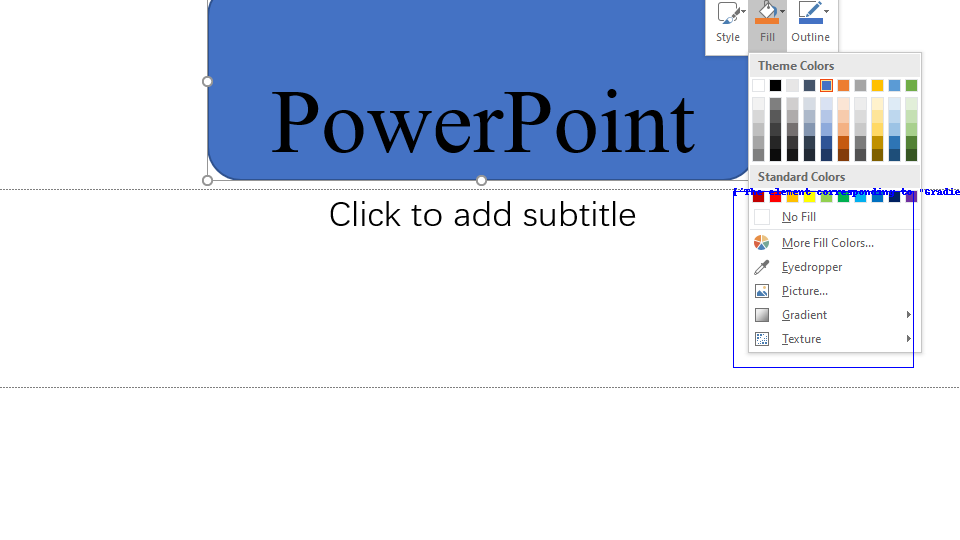 Style Fill Outline
PowerPoint
Theme Colors
Standard Colors
['The element corresponding to "Gradie
Click to add subtitle
No Fill
More Fill Colors...
Eyedropper
Picture...
Gradient
Texture